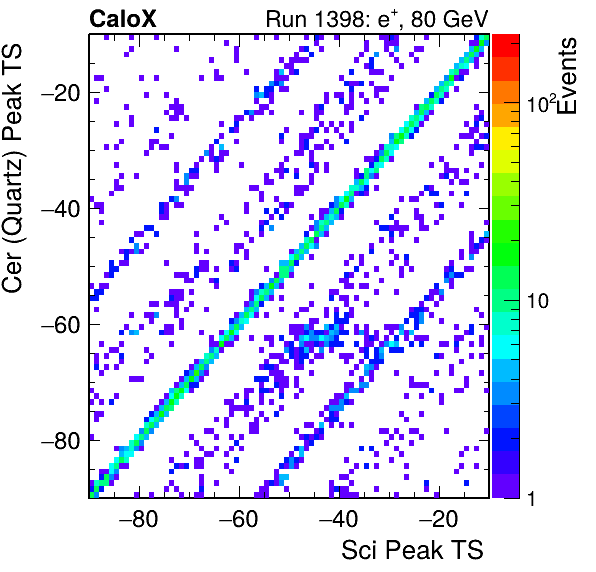 CaloX Run 1398: e⁺, 80 GeV
Cer (Quartz) Peak TS
−20
−40
−60
−80
−80 −60 −40 −20
Sci Peak TS
Events
10²
10
1